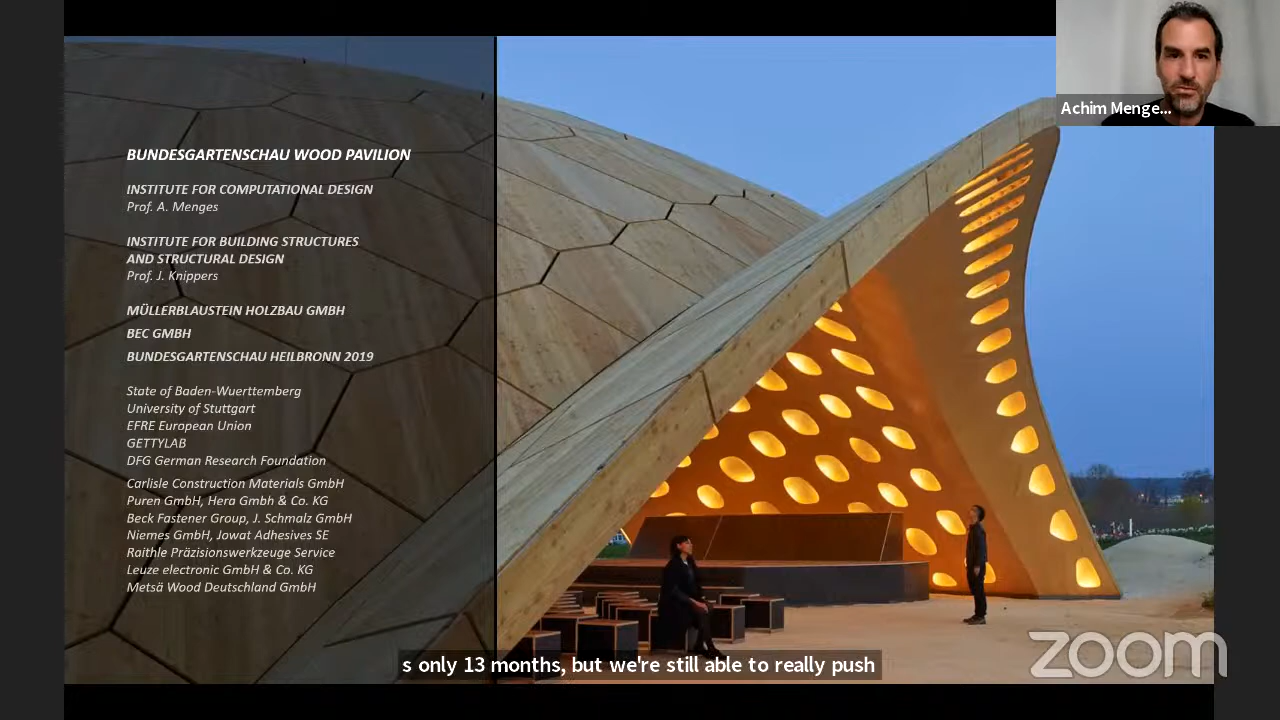 Achim Menge...
BUNDESGARTENSCHAU WOOD PAVILION
INSTITUTE FOR COMPUTATIONAL DESIGN
Prof. A. Menges
INSTITUTE FOR BUILDING STRUCTURES
AND STRUCTURAL DESIGN
Prof. J. Knippers
MÜLLERBLAUSTEIN HOLZBAU GMBH
BEC GMBH
BUNDESGARTENSCHAU HEILBRONN 2019
State of Baden-Wuerttemberg
University of Stuttgart
EFRE European Union
GETTYLAB
DFG German Research Foundation
Carlisle Construction Materials GmbH
Puren GmbH, Hera Gmbh & Co. KG
Beck Fastener Group, J. Schmalz GmbH
Niemes GmbH, Jowat Adhesives SE
Raithle Präzisionswerkzeuge Service
Leuze electronic GmbH & Co. KG
Metsä Wood Deutschland GmbH
s only 13 months, but we're still able to really push
zoom